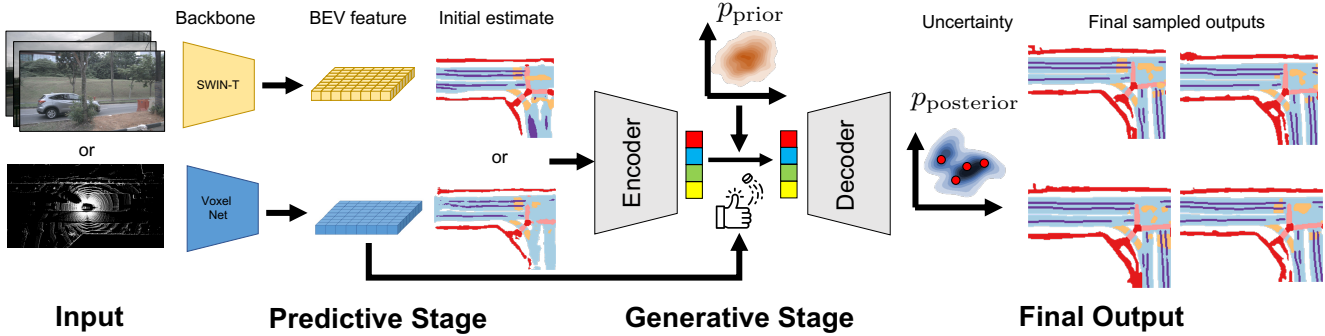 Backbone
BEV feature
Initial estimate
p_prior
Uncertainty
Final sampled outputs
SWIN-T
or
Voxel
Net
or
Encoder
Decoder
p_posterior
Input
Predictive Stage
Generative Stage
Final Output